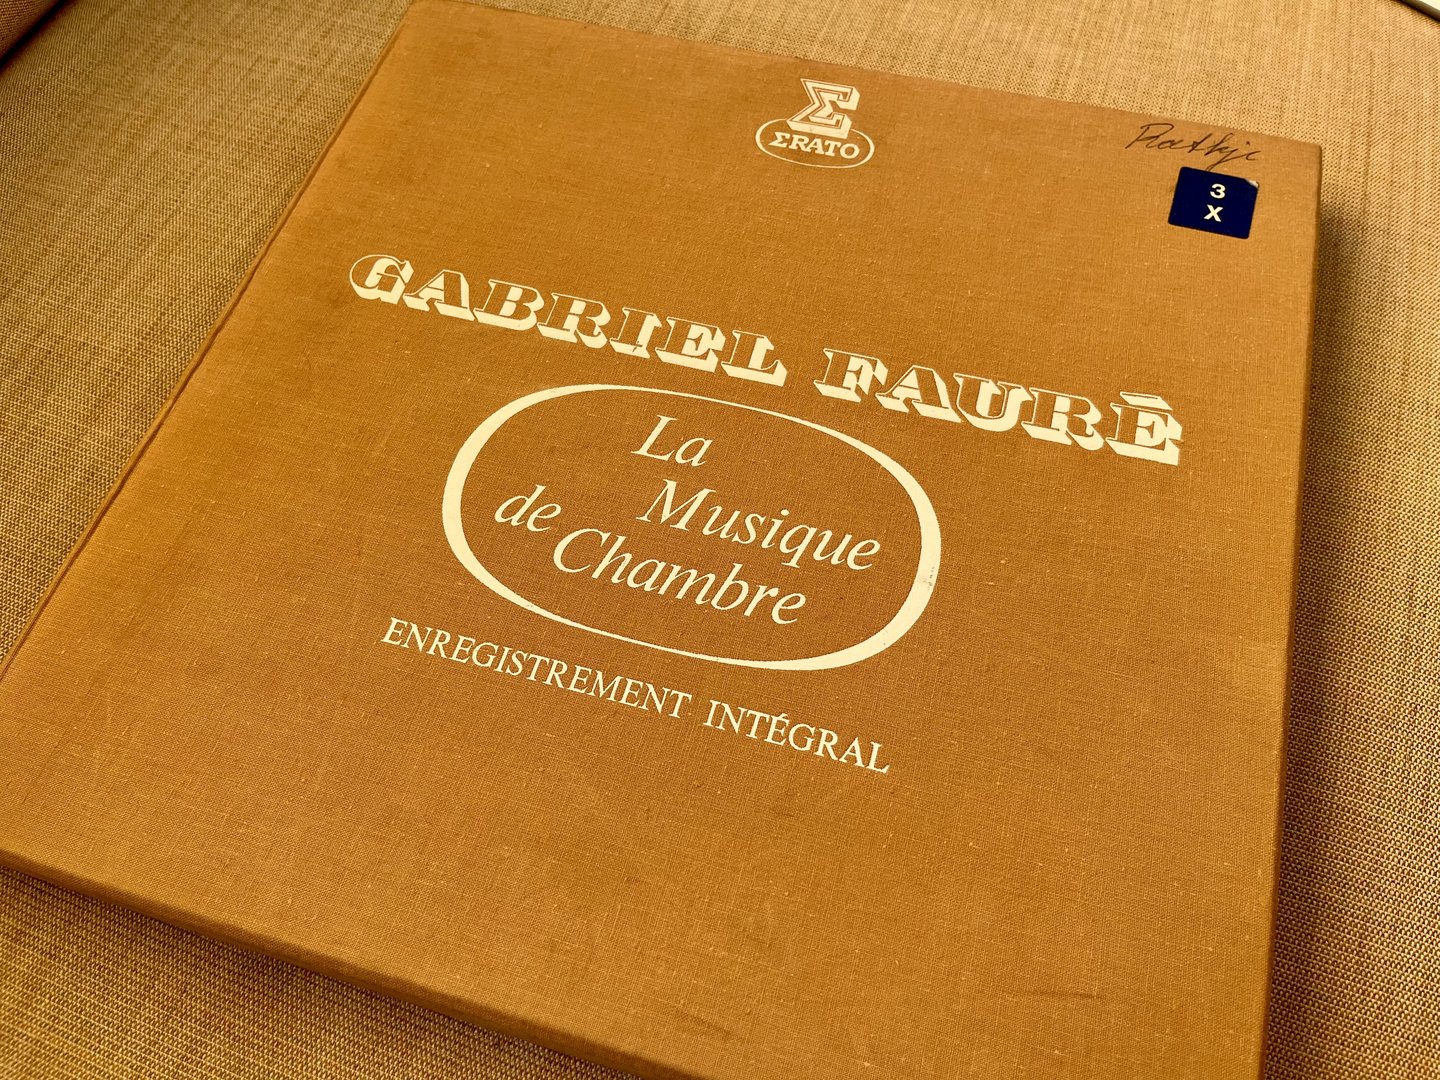 Σ
ΣRATO
3
X
GABRIEL FAURÉ
La
Musique
de Chambre
ENREGISTREMENT INTÉGRAL